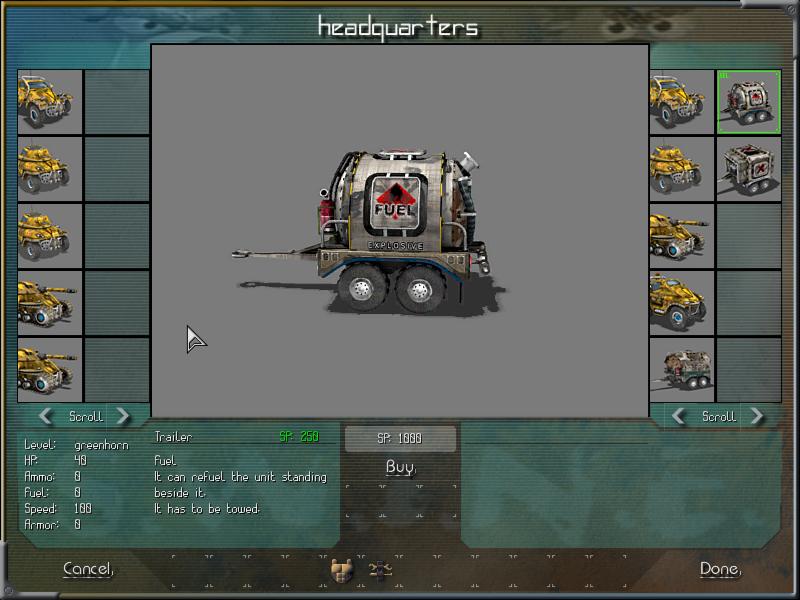 headquarters
FUEL
EXPLOSIVE
Scroll
Scroll
Level: greenhorn
HP: 40
Ammo: 0
Fuel: 0
Speed: 100
Armor: 0
Trailer SP: 250
Fuel
It can refuel the unit standing
beside it.
It has to be towed.
SP: 1000
Buy
Cancel
Done